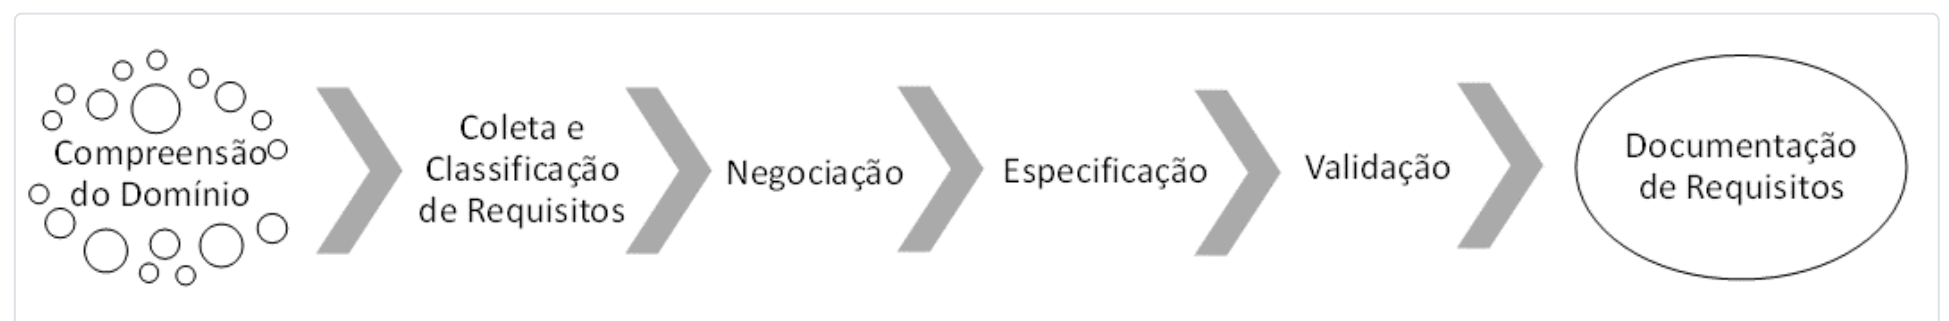 Compreensão
do Domínio
Coleta e
Classificação
de Requisitos
Negociação
Especificação
Validação
Documentação
de Requisitos